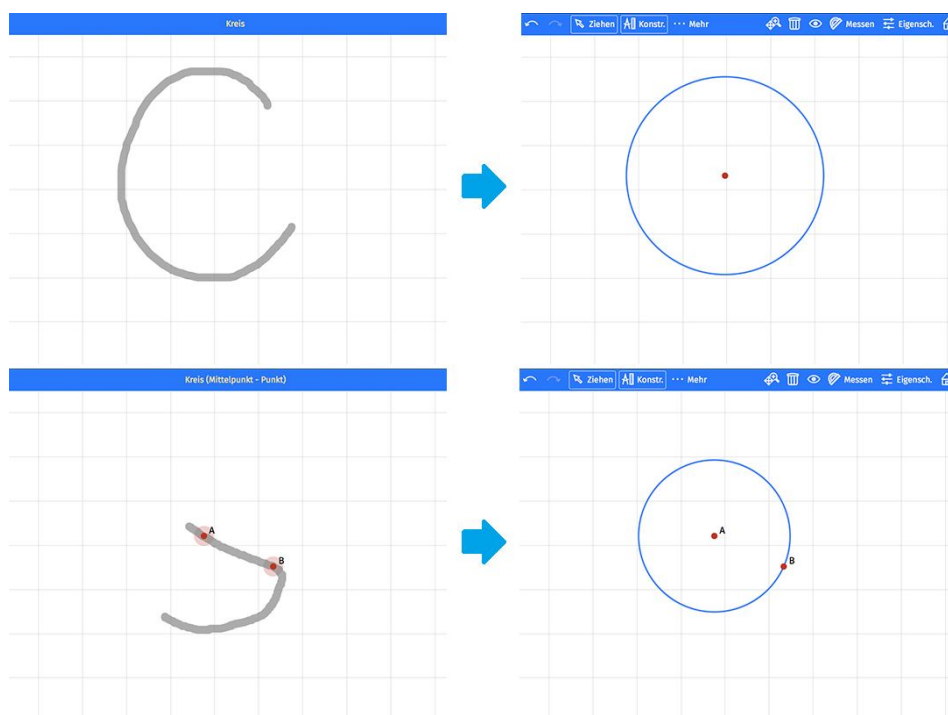 Kreis
Ziehen Konstr. ··· Mehr Messen Eigensch.
Kreis (Mittelpunkt - Punkt)
Ziehen Konstr. ··· Mehr Messen Eigensch.
A
B
A
B